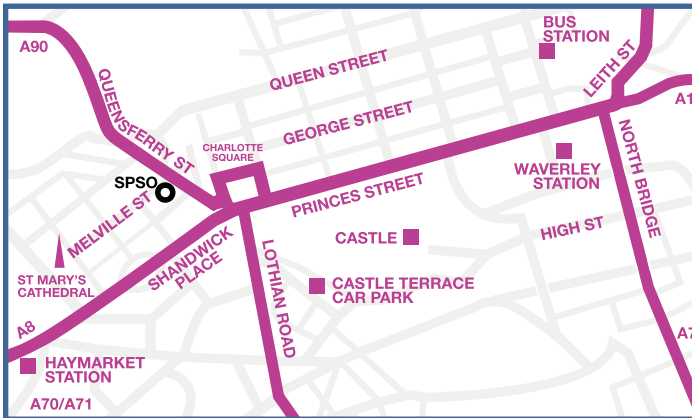 BUS
STATION
A90
LEITH ST
QUEEN STREET
QUEENSFERRY ST
A1
GEORGE STREET
CHARLOTTE
SQUARE
NORTH BRIDGE
WAVERLEY
STATION
SPSO
PRINCES STREET
MELVILLE ST
HIGH ST
CASTLE
SHANDWICK
PLACE
LOTHIAN ROAD
ST MARY'S
CATHEDRAL
CASTLE TERRACE
CAR PARK
A8
A7
HAYMARKET
STATION
A70/A71